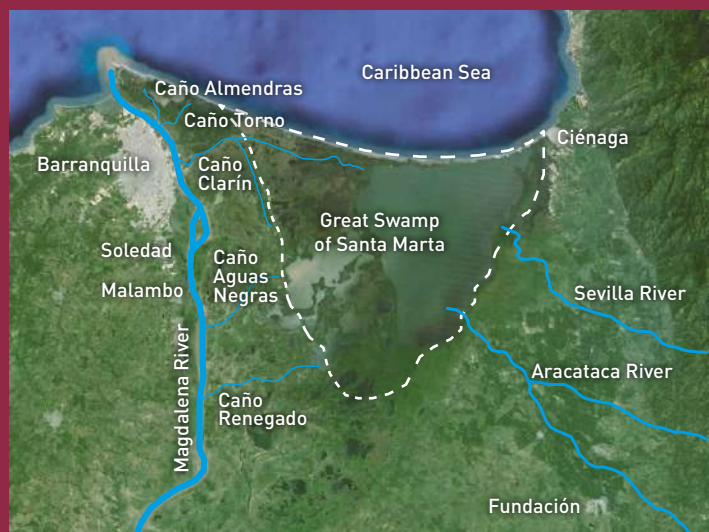 Caribbean Sea
Caño Almendras
Caño Torno
Ciénaga
Barranquilla
Caño
Clarín
Great Swamp
of Santa Marta
Soledad
Caño
Aguas
Negras
Malambo
Sevilla River
Magdalena River
Aracataca River
Caño
Renegado
Fundación